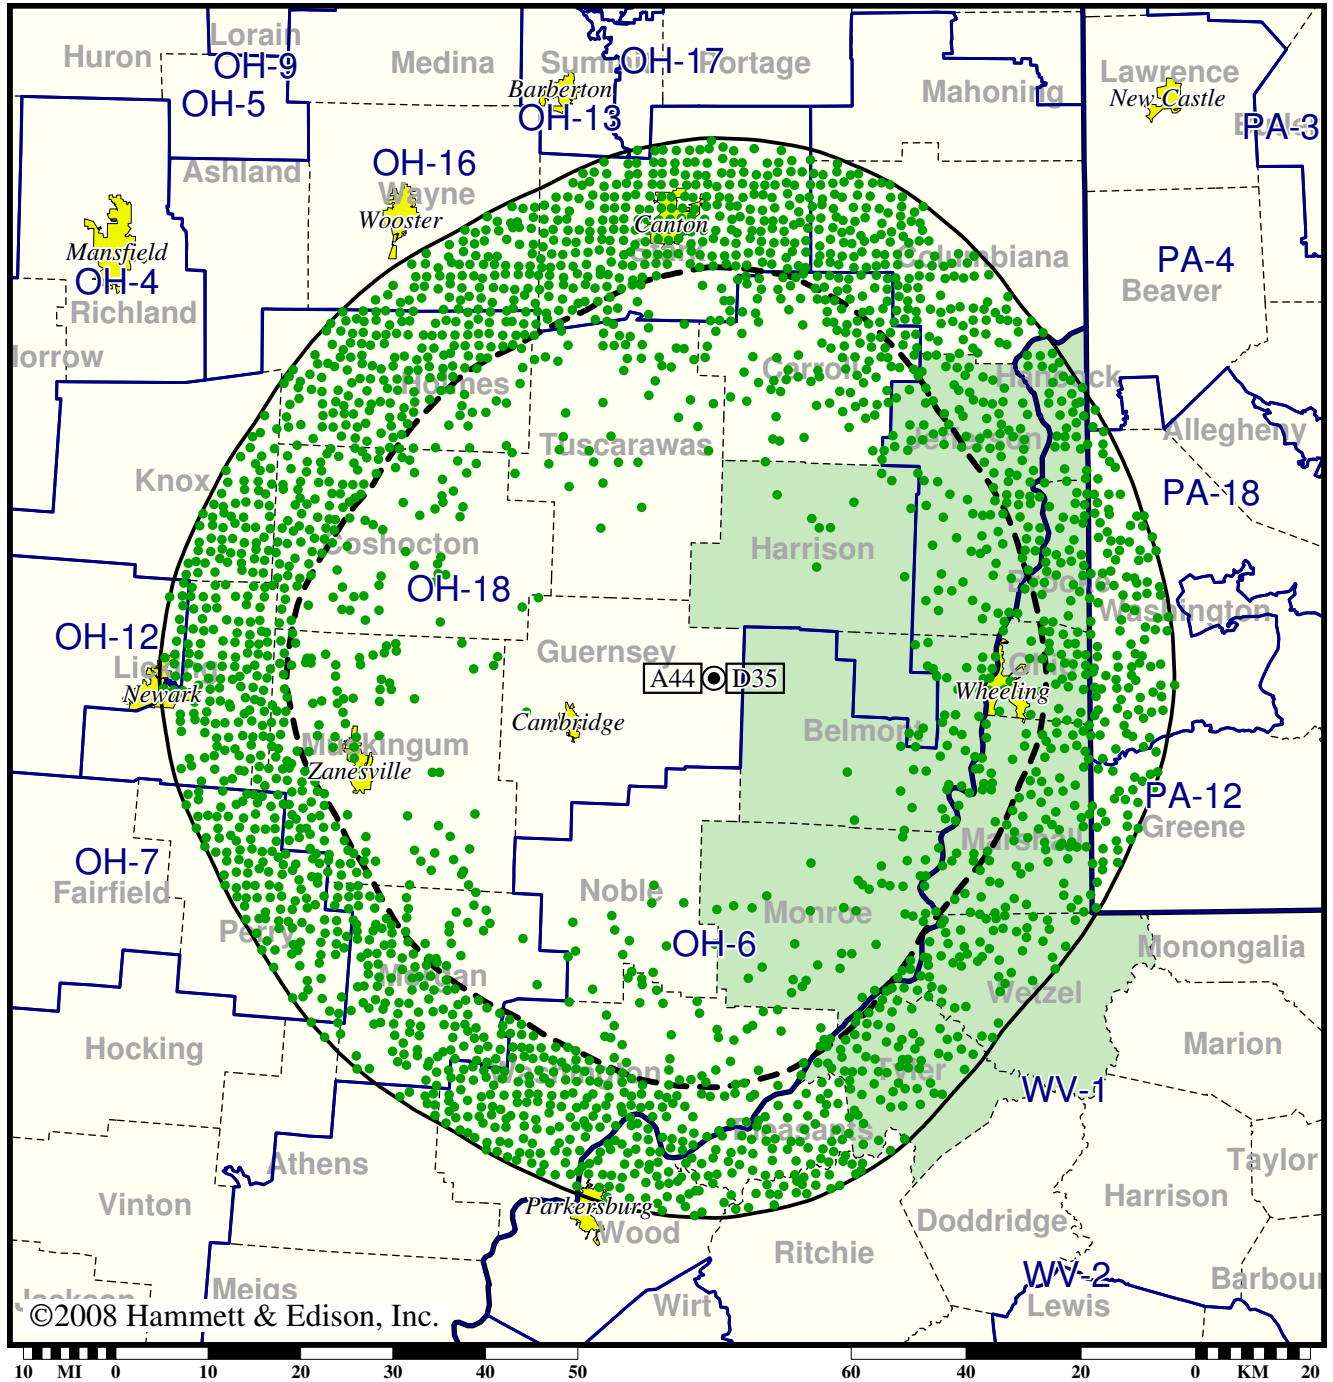 Huron
Lorain
OH-9
Medina
Summit
OH-17
Portage
Barberton
OH-13
Mahoning
Lawrence
New Castle
PA-3
OH-5
Ashland
OH-16
Wayne
Wooster
Canton
Stark
Columbiana
PA-4
Beaver
Mansfield
OH-4
Richland
Morrow
Holmes
Carroll
Hancock
Tuscarawas
Jefferson
Allegheny
Knox
PA-18
Coshocton
Harrison
OH-18
Brooke
Washington
OH-12
Licking
Newark
Guernsey
A44
D35
Ohio
Wheeling
Cambridge
Belmont
Muskingum
Zanesville
PA-12
Greene
Marshall
OH-7
Fairfield
Noble
Monroe
Perry
OH-6
Monongalia
Morgan
Wetzel
Hocking
Marion
Washington
Tyler
WV-1
Pleasants
Athens
Taylor
Vinton
Harrison
Parkersburg
Wood
Doddridge
Ritchie
WV-2
Barbour
Jackson
Meigs
Wirt
Lewis
©2008 Hammett & Edison, Inc.
10 MI 0 10 20 30 40 50 60 40 20 0 KM 20